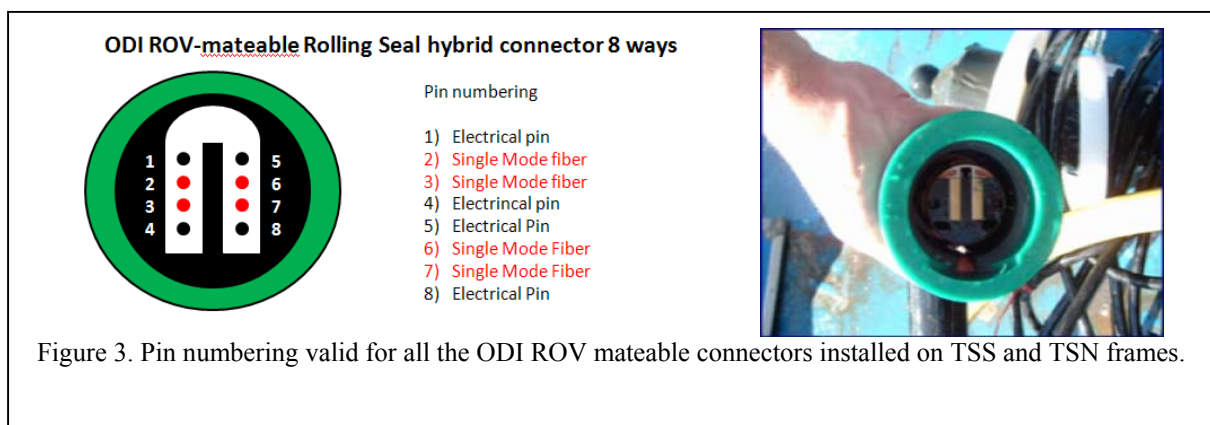 ODI ROV-mateable Rolling Seal hybrid connector 8 ways
Pin numbering
1) Electrical pin
2) Single Mode fiber
3) Single Mode fiber
4) Electrincal pin
5) Electrical Pin
6) Single Mode Fiber
7) Single Mode Fiber
8) Electrical Pin
1 5
2 6
3 7
4 8
Figure 3. Pin numbering valid for all the ODI ROV mateable connectors installed on TSS and TSN frames.